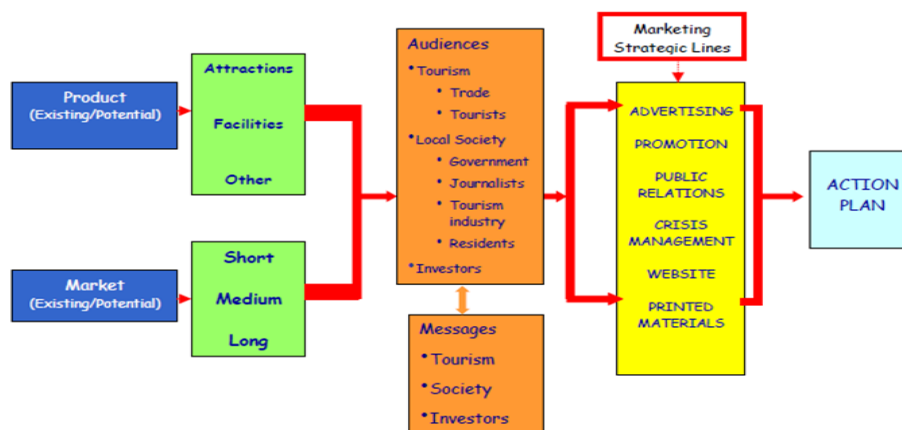 Product
(Existing/Potential)
Attractions
Facilities
Other
Market
(Existing/Potential)
Short
Medium
Long
Audiences
•Tourism
• Trade
• Tourists
•Local Society
• Government
• Journalists
• Tourism
industry
• Residents
•Investors
Messages
•Tourism
•Society
•Investors
Marketing
Strategic Lines
ADVERTISING
PROMOTION
PUBLIC
RELATIONS
CRISIS
MANAGEMENT
WEBSITE
PRINTED
MATERIALS
ACTION
PLAN